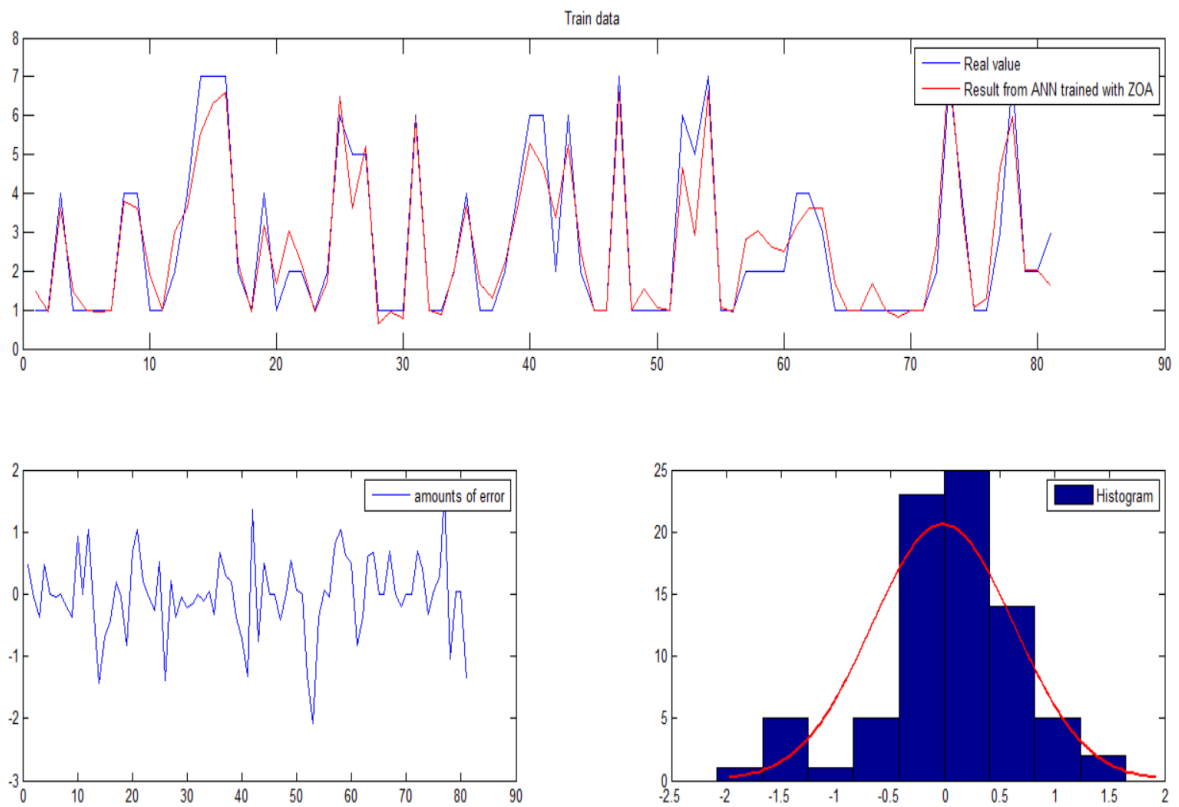 Train data
8
7
6
5
4
3
2
1
0
0 10 20 30 40 50 60 70 80 90
Real value
Result from ANN trained with ZOA
2
1
0
-1
-2
-3
0 10 20 30 40 50 60 70 80 90
amounts of error
25
20
15
10
5
0
-2.5 -2 -1.5 -1 -0.5 0 0.5 1 1.5 2
Histogram